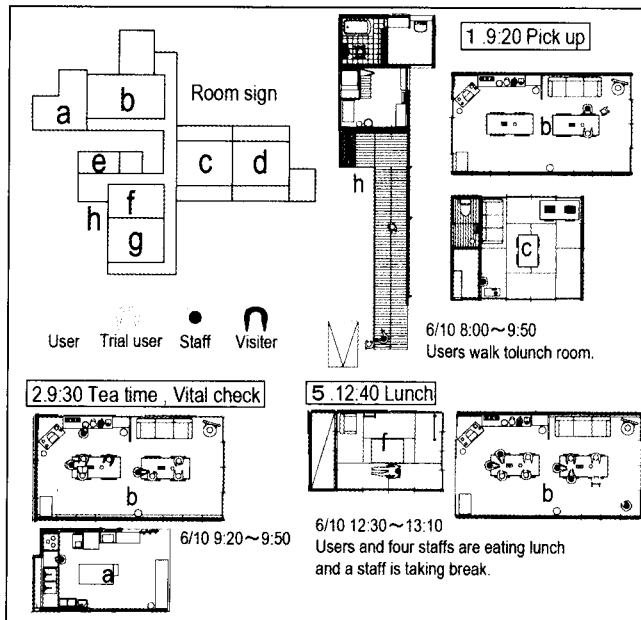 1.9:20 Pick up
Room sign
a
b
c
d
e
f
g
h
h
b
c
User Trial user Staff Visiter
6/10 8:00～9:50
Users walk tolunch room.
2.9:30 Tea time , Vital check
b
6/10 9:20～9:50
a
5.12:40 Lunch
f
b
6/10 12:30～13:10
Users and four staffs are eating lunch
and a staff is taking break.